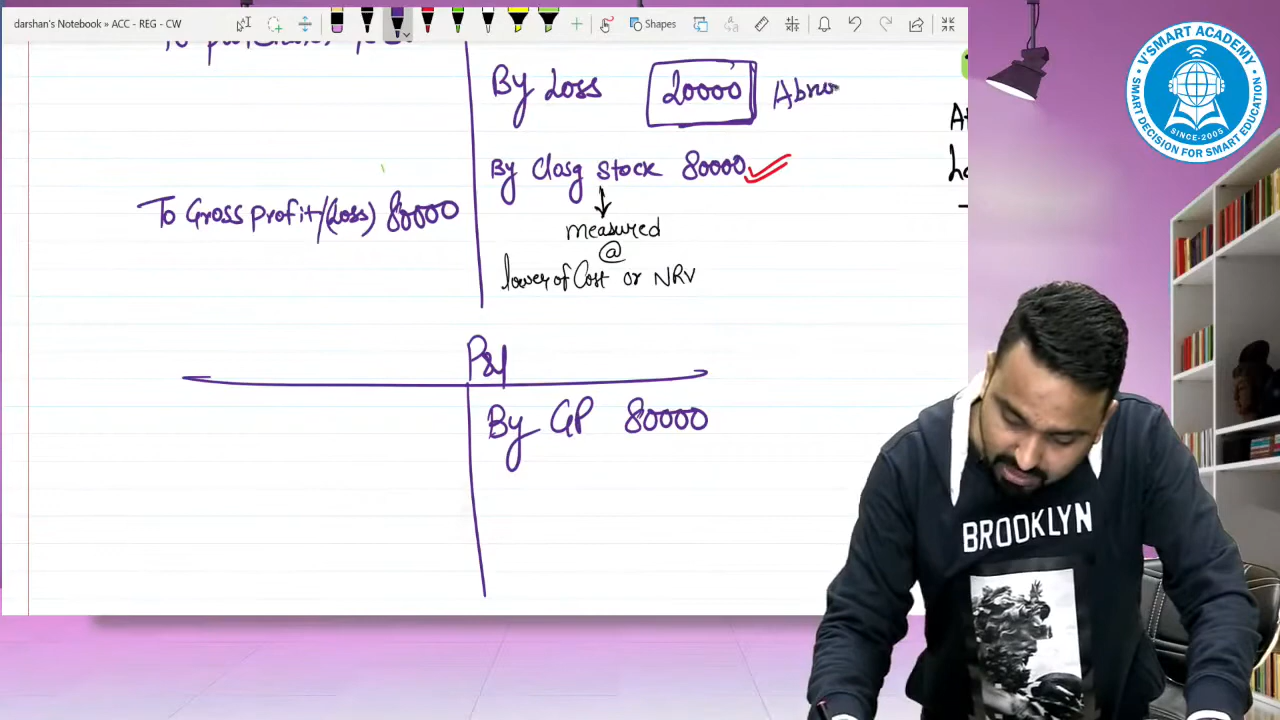 darshan's Notebook » ACC - REG - CW
Shapes
By Loss 20000 Abno
By Closg stock 80000
To Gross profit/(Loss) 80000
measured
@
lower of Cost or NRV
P&L
By GP 80000
V'SMART ACADEMY
SINCE-2005
SMART DECISION FOR SMART EDUCATION
BROOKLYN